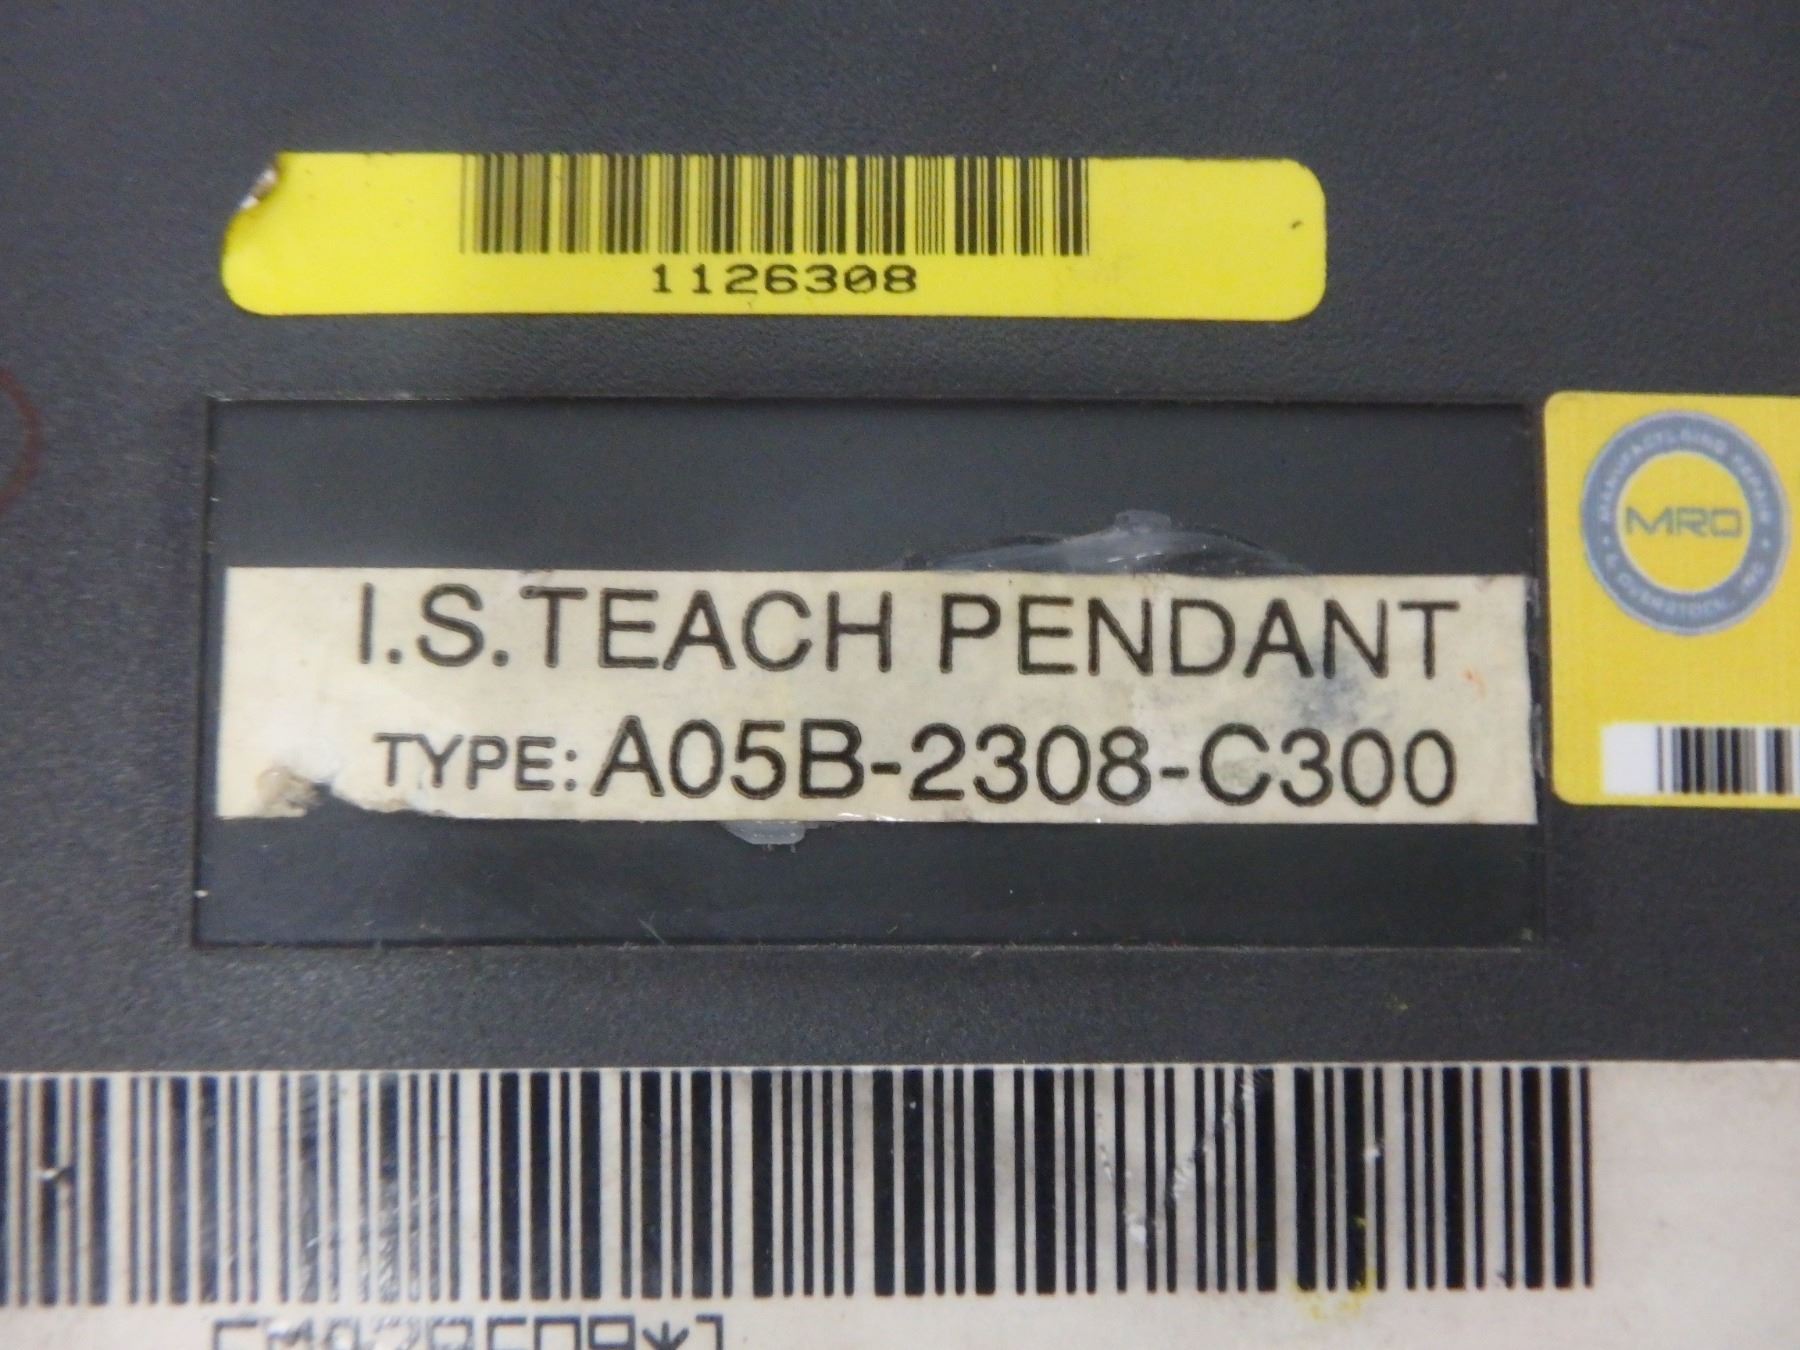 1126308
MRO
I.S.TEACH PENDANT
TYPE: A05B-2308-C300